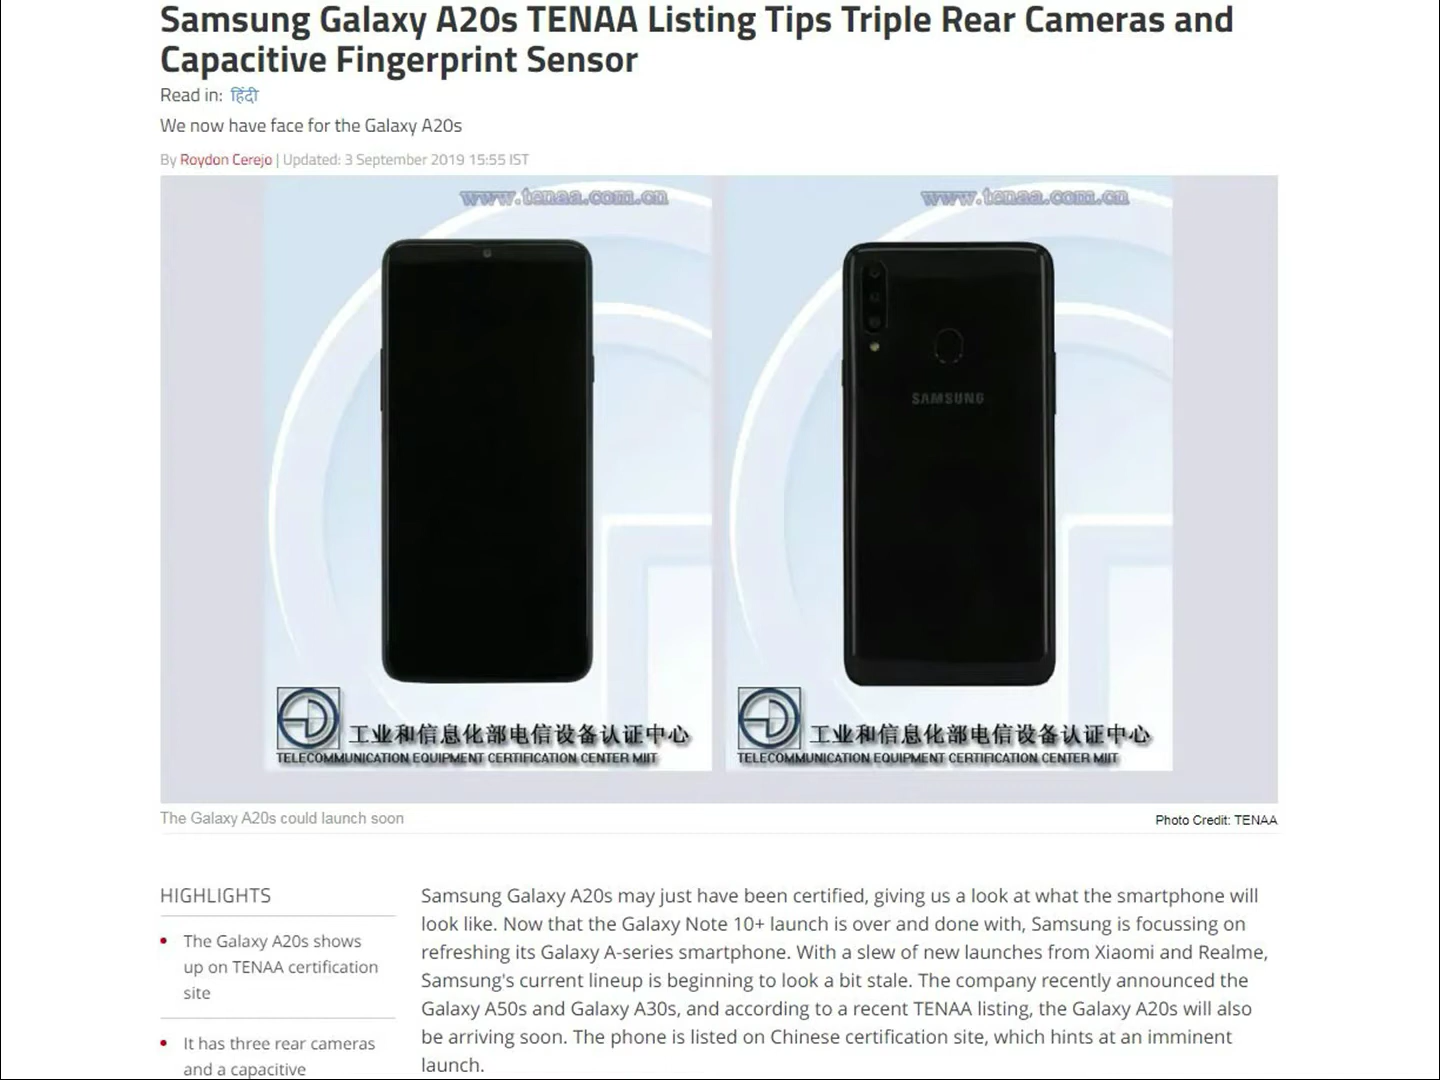 Samsung Galaxy A20s TENAA Listing Tips Triple Rear Cameras and
Capacitive Fingerprint Sensor
Read in: हिंदी
We now have face for the Galaxy A20s
By Roydon Cerejo | Updated: 3 September 2019 15:55 IST
www.tenaa.com.cn
www.tenaa.com.cn
SAMSUNG
工业和信息化部电信设备认证中心
TELECOMMUNICATION EQUIPMENT CERTIFICATION CENTER MIIT
工业和信息化部电信设备认证中心
TELECOMMUNICATION EQUIPMENT CERTIFICATION CENTER MIIT
The Galaxy A20s could launch soon
Photo Credit: TENAA
HIGHLIGHTS
The Galaxy A20s shows
up on TENAA certification
site
It has three rear cameras
and a capacitive
Samsung Galaxy A20s may just have been certified, giving us a look at what the smartphone will
look like. Now that the Galaxy Note 10+ launch is over and done with, Samsung is focussing on
refreshing its Galaxy A-series smartphone. With a slew of new launches from Xiaomi and Realme,
Samsung's current lineup is beginning to look a bit stale. The company recently announced the
Galaxy A50s and Galaxy A30s, and according to a recent TENAA listing, the Galaxy A20s will also
be arriving soon. The phone is listed on Chinese certification site, which hints at an imminent
launch.